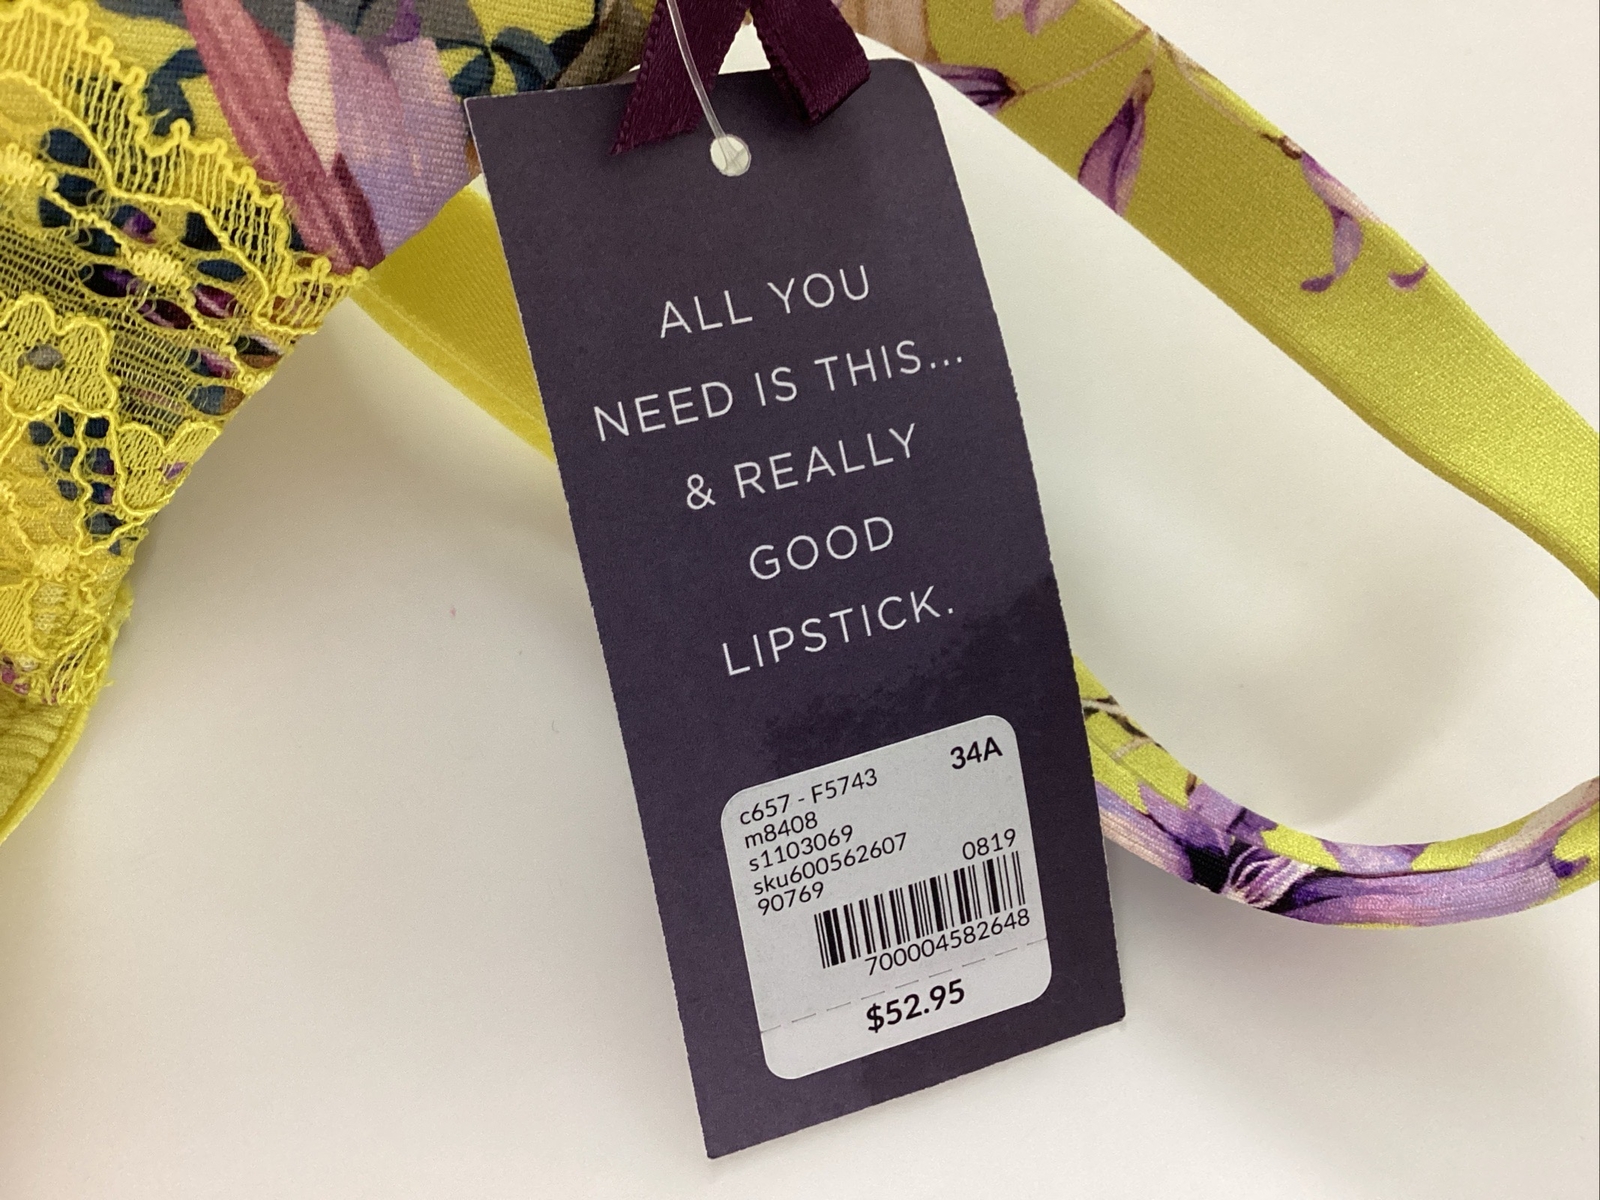 ALL YOU
NEED IS THIS...
& REALLY
GOOD
LIPSTICK.
34A
c657 - F5743
m8408
s1103069
sku600562607
90769
0819
700004582648
$52.95